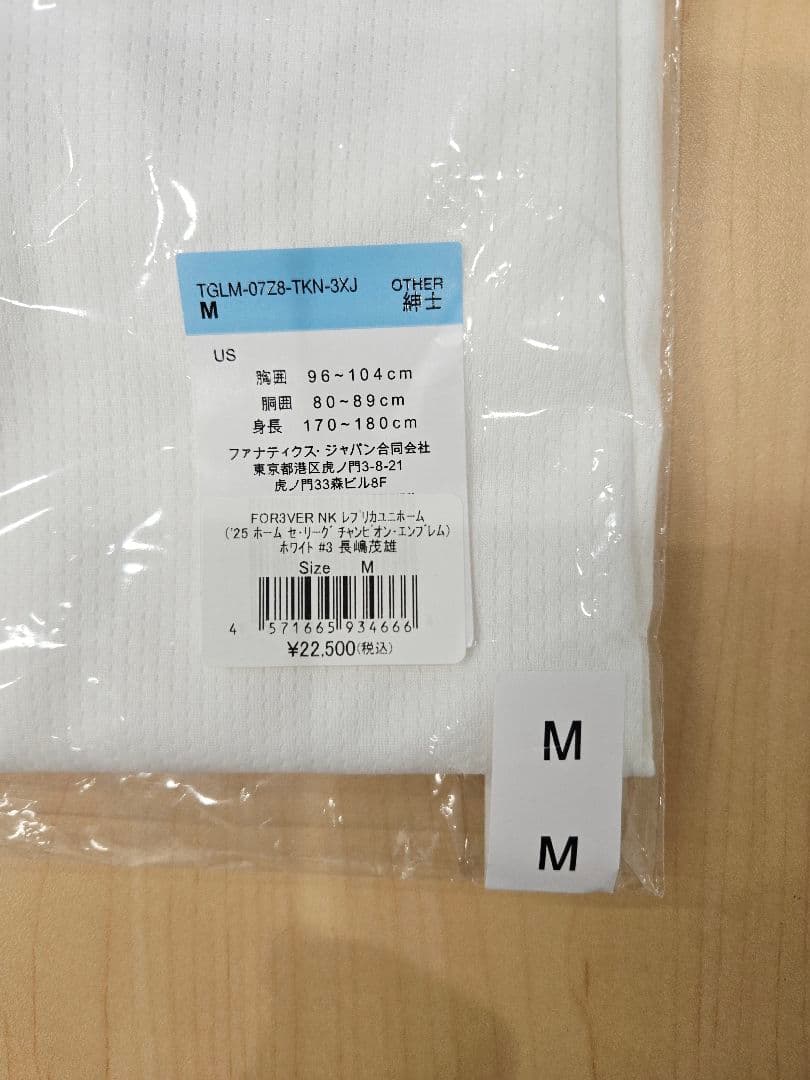 TGLM-07Z8-TKN-3XJ OTHER
M 紳士
US
胸囲 96~104cm
胴囲 80~89cm
身長 170~180cm
ファナティクス・ジャパン合同会社
東京都港区虎ノ門3-8-21
虎ノ門33森ビル8F
FOR3VER NK レプリカユニホーム
('25 ホーム セ・リーグ チャンピオン・エンブレム)
ホワイト #3 長嶋茂雄
Size M
4 571665 934666
¥22,500(税込)
M
M